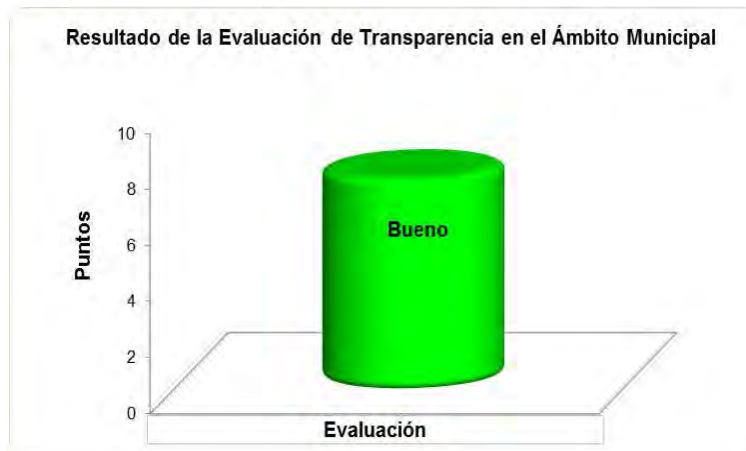 Resultado de la Evaluación de Transparencia en el Ámbito Municipal
10
8
6
4
2
0
Puntos
Bueno
Evaluación